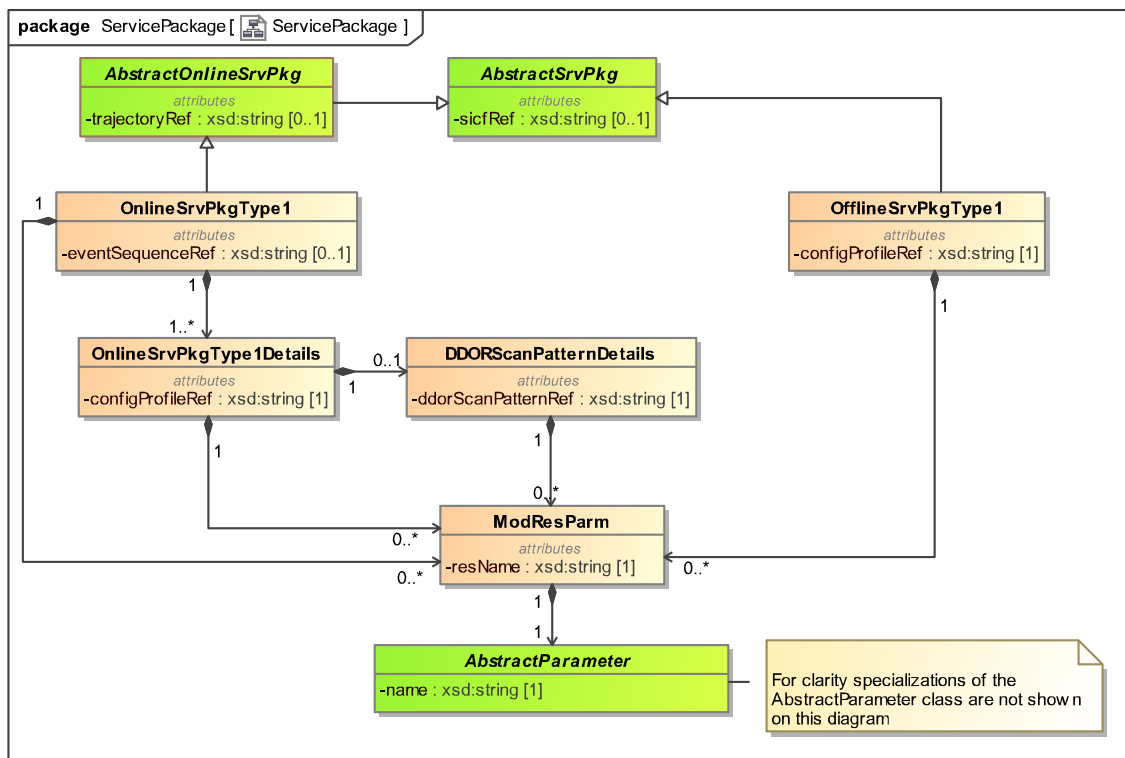 package ServicePackage [ ServicePackage ]
AbstractOnlineSrvPkg
attributes
-trajectoryRef : xsd:string [0..1]
AbstractSrvPkg
attributes
-sicfRef : xsd:string [0..1]
1
OnlineSrvPkgType1
attributes
-eventSequenceRef : xsd:string [0..1]
OfflineSrvPkgType1
attributes
-configProfileRef : xsd:string [1]
1
1
1..*
OnlineSrvPkgType1Details
attributes
-configProfileRef : xsd:string [1]
0..1
1
DDORScanPatternDetails
attributes
-ddorScanPatternRef : xsd:string [1]
1
1
0..*
ModResParm
attributes
-resName : xsd:string [1]
0..*
0..*
0..*
1
1
AbstractParameter
-name : xsd:string [1]
For clarity specializations of the
AbstractParameter class are not shown
on this diagram